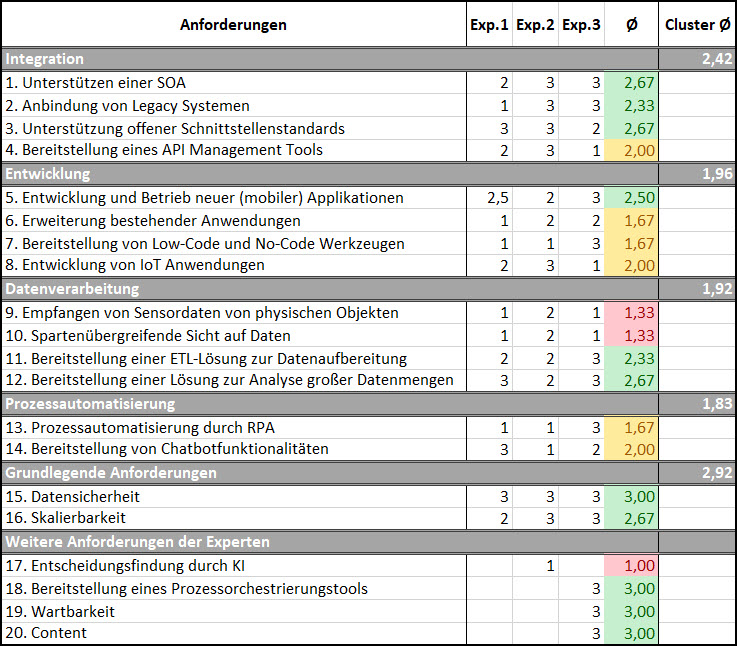 Anforderungen Exp.1 Exp.2 Exp.3 Ø Cluster Ø
Integration 2,42
1. Unterstützen einer SOA 2 3 3 2,67
2. Anbindung von Legacy Systemen 1 3 3 2,33
3. Unterstützung offener Schnittstellenstandards 3 3 2 2,67
4. Bereitstellung eines API Management Tools 2 3 1 2,00
Entwicklung 1,96
5. Entwicklung und Betrieb neuer (mobiler) Applikationen 2,5 2 3 2,50
6. Erweiterung bestehender Anwendungen 1 2 2 1,67
7. Bereitstellung von Low-Code und No-Code Werkzeugen 1 1 3 1,67
8. Entwicklung von IoT Anwendungen 2 3 1 2,00
Datenverarbeitung 1,92
9. Empfangen von Sensordaten von physischen Objekten 1 2 1 1,33
10. Spartenübergreifende Sicht auf Daten 1 2 1 1,33
11. Bereitstellung einer ETL-Lösung zur Datenaufbereitung 2 2 3 2,33
12. Bereitstellung einer Lösung zur Analyse großer Datenmengen 3 2 3 2,67
Prozessautomatisierung 1,83
13. Prozessautomatisierung durch RPA 1 1 3 1,67
14. Bereitstellung von Chatbotfunktionalitäten 3 1 2 2,00
Grundlegende Anforderungen 2,92
15. Datensicherheit 3 3 3 3,00
16. Skalierbarkeit 2 3 3 2,67
Weitere Anforderungen der Experten
17. Entscheidungsfindung durch KI 1 1,00
18. Bereitstellung eines Prozessorchestrierungstools 3 3,00
19. Wartbarkeit 3 3,00
20. Content 3 3,00